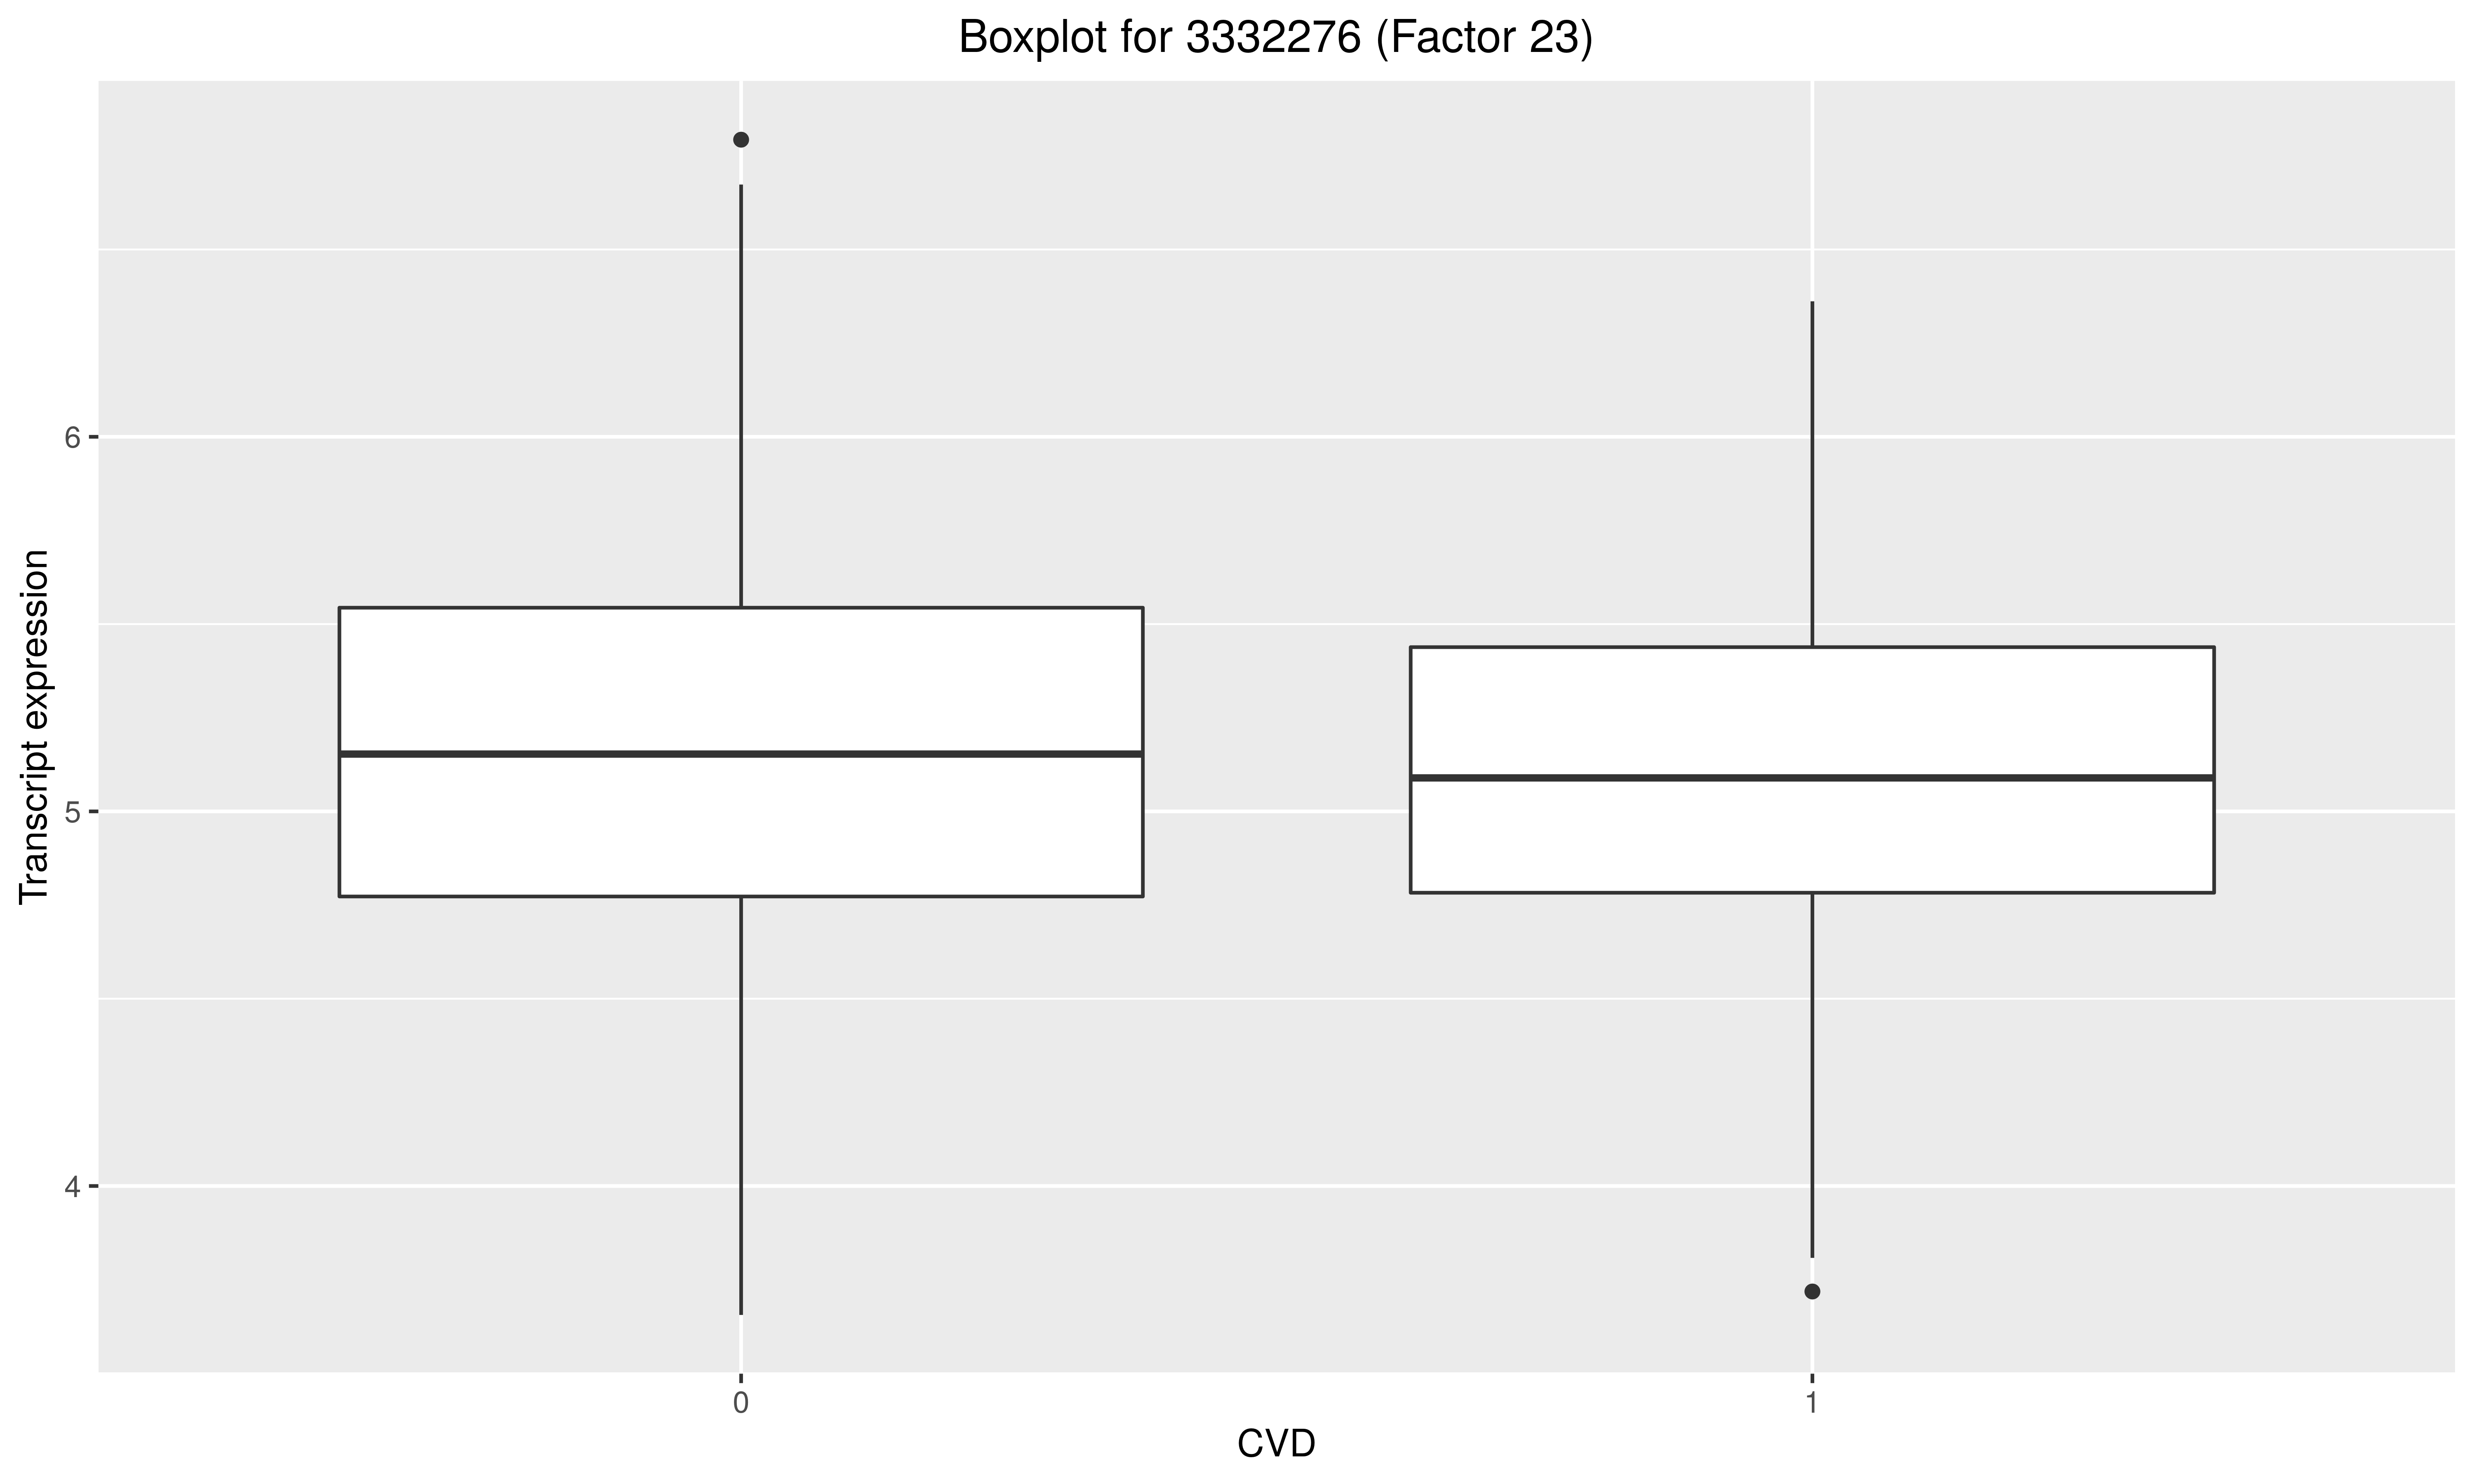 Boxplot for 3332276 (Factor 23)
Transcript expression
6
5
4
0
1
CVD